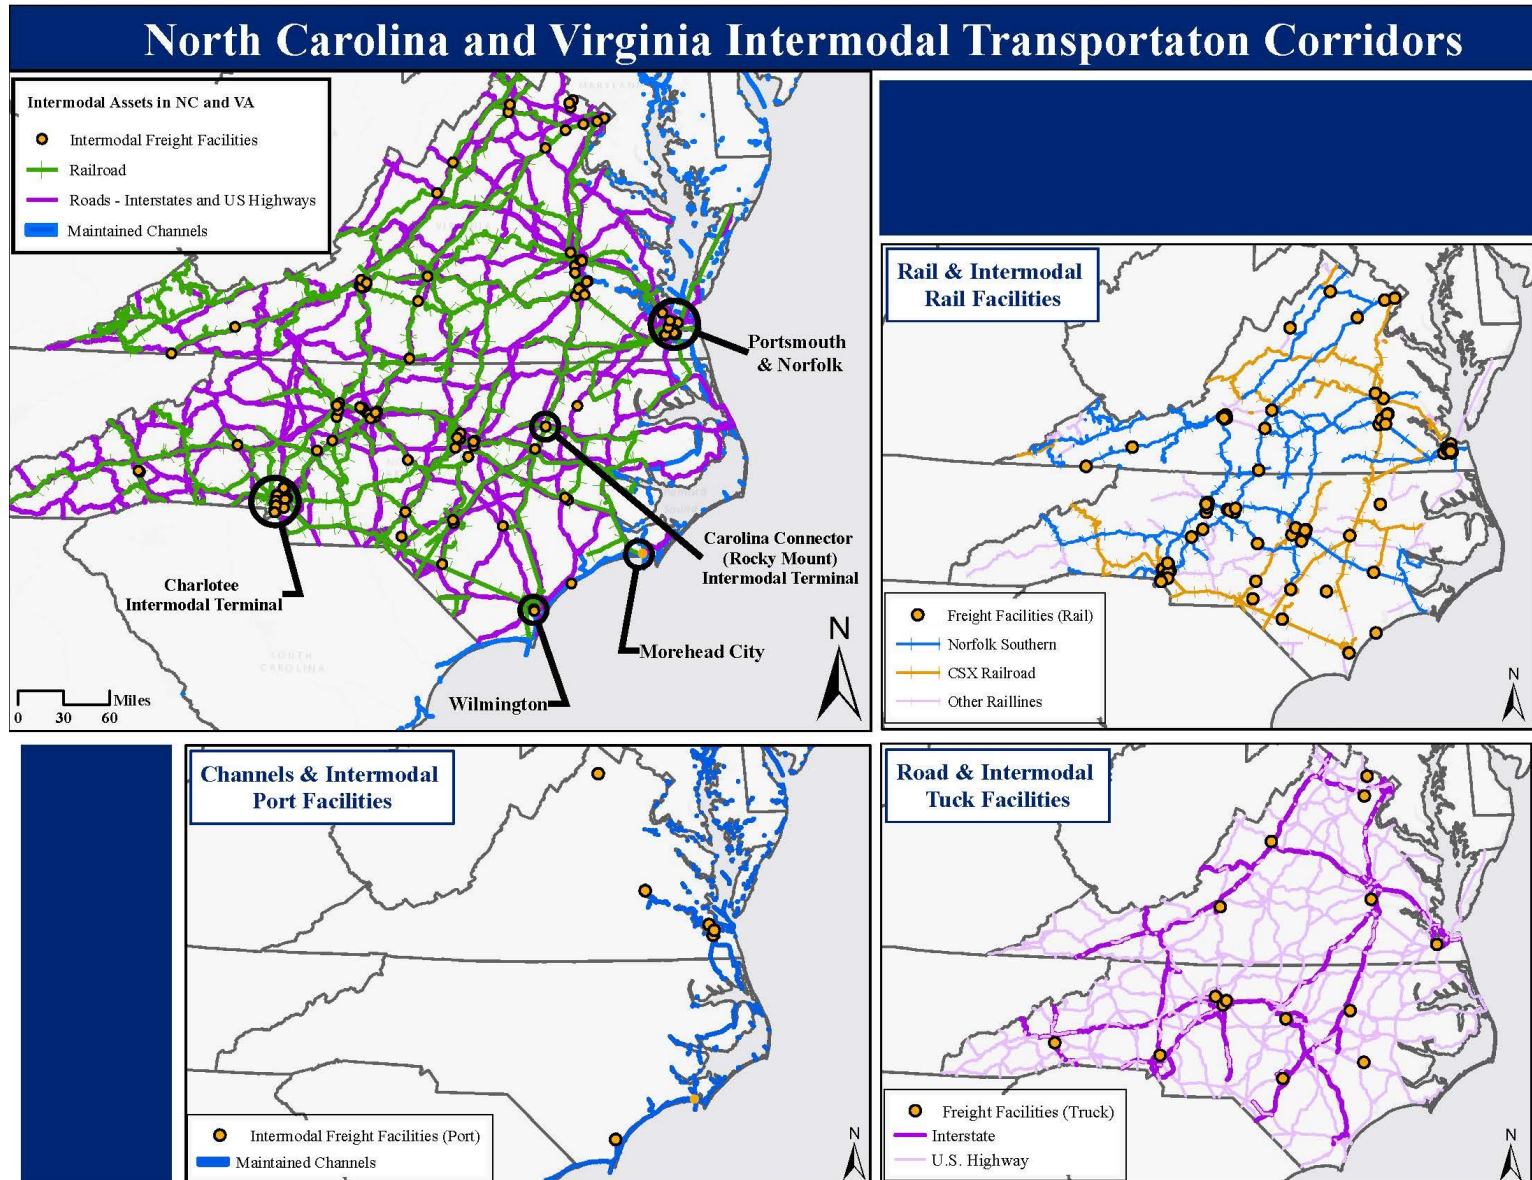 North Carolina and Virginia Intermodal Transportaton Corridors
Intermodal Assets in NC and VA
Intermodal Freight Facilities
Railroad
Roads - Interstates and US Highways
Maintained Channels
MARYLAND
Portsmouth
& Norfolk
Carolina Connector
(Rocky Mount)
Intermodal Terminal
Charlotee
Intermodal Terminal
Morehead City
Wilmington
SOUTH
CAROLINA
N
Miles
0 30 60
Rail & Intermodal
Rail Facilities
Freight Facilities (Rail)
Norfolk Southern
CSX Railroad
Other Raillines
N
Channels & Intermodal
Port Facilities
Intermodal Freight Facilities (Port)
Maintained Channels
N
Road & Intermodal
Tuck Facilities
Freight Facilities (Truck)
Interstate
U.S. Highway
N